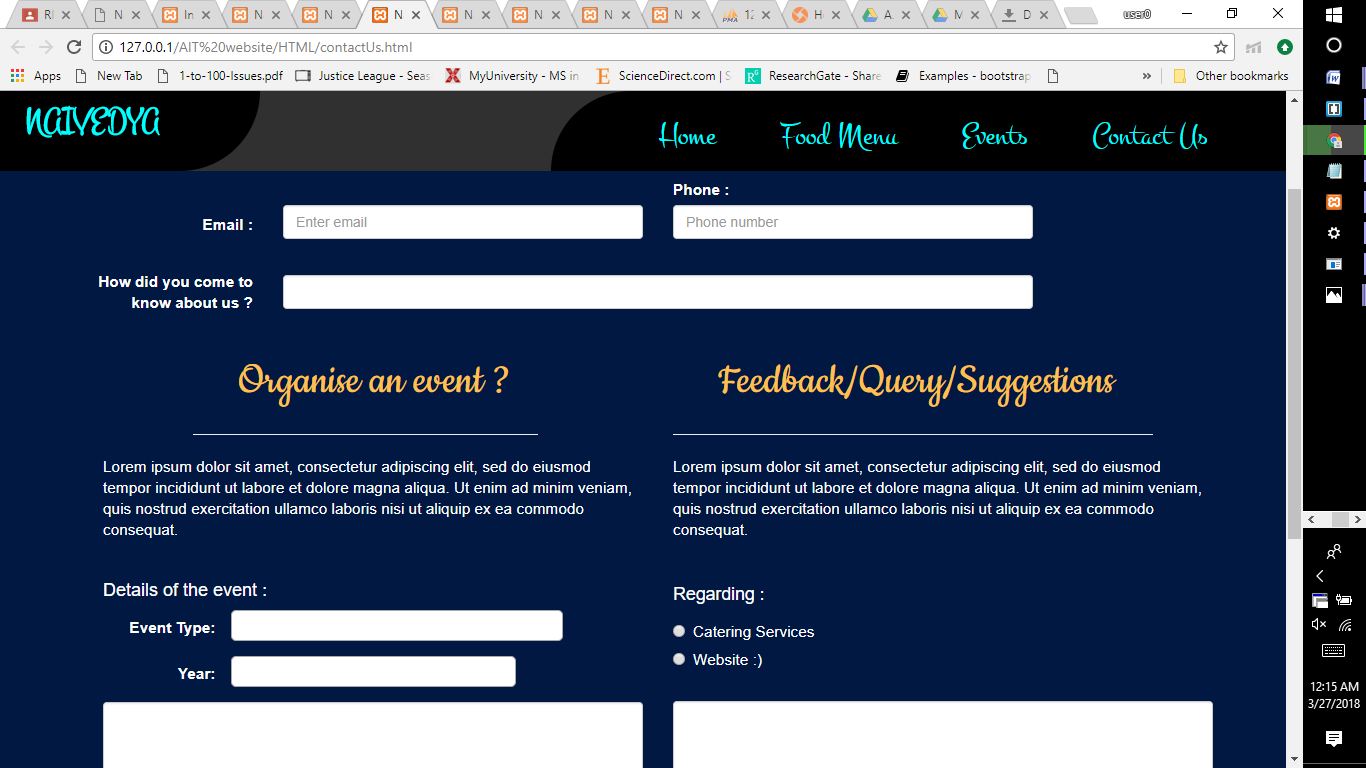 RI
N
In
N
N
N
N
N
N
N
12
H
A
M
D
user0
127.0.0.1/AIT%20website/HTML/contactUs.html
Apps
New Tab
1-to-100-Issues.pdf
Justice League - Seas
MyUniversity - MS in
ScienceDirect.com | S
ResearchGate - Share
Examples - bootstrap
»
Other bookmarks
NAIVEDYA
Home
Food Menu
Events
Contact Us
Phone :
Email :
Enter email
Phone number
How did you come to
know about us ?
Organise an event ?
Feedback/Query/Suggestions
Lorem ipsum dolor sit amet, consectetur adipiscing elit, sed do eiusmod
tempor incididunt ut labore et dolore magna aliqua. Ut enim ad minim veniam,
quis nostrud exercitation ullamco laboris nisi ut aliquip ex ea commodo
consequat.
Lorem ipsum dolor sit amet, consectetur adipiscing elit, sed do eiusmod
tempor incididunt ut labore et dolore magna aliqua. Ut enim ad minim veniam,
quis nostrud exercitation ullamco laboris nisi ut aliquip ex ea commodo
consequat.
Details of the event :
Event Type:
Year:
Regarding :
Catering Services
Website :)
12:15 AM
3/27/2018